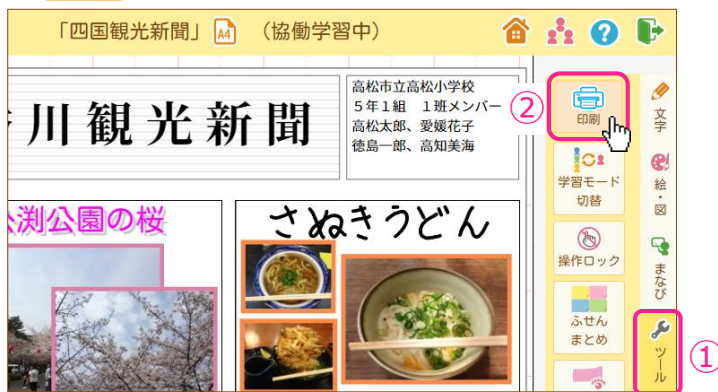 「四国観光新聞」 A4 （協働学習中）
川観光新聞
高松市立高松小学校
5年1組 1班メンバー
高松太郎、愛媛花子
徳島一郎、高知美海
渕公園の桜
さぬきうどん
②
印刷
学習モード
切替
操作ロック
ふせん
まとめ
文字
絵・図
まなび
ツール
①